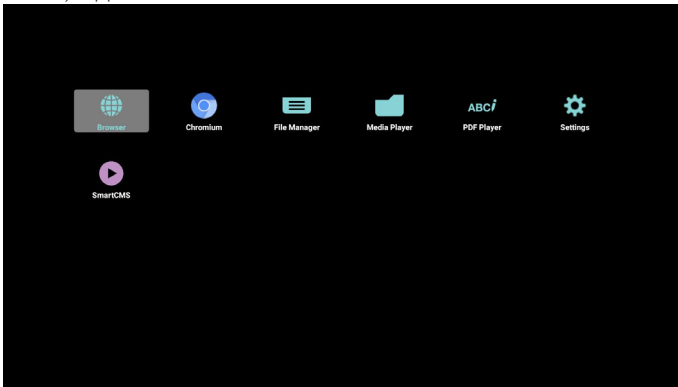 Browser
Chromium
File Manager
Media Player
ABCi
PDF Player
Settings
SmartCMS